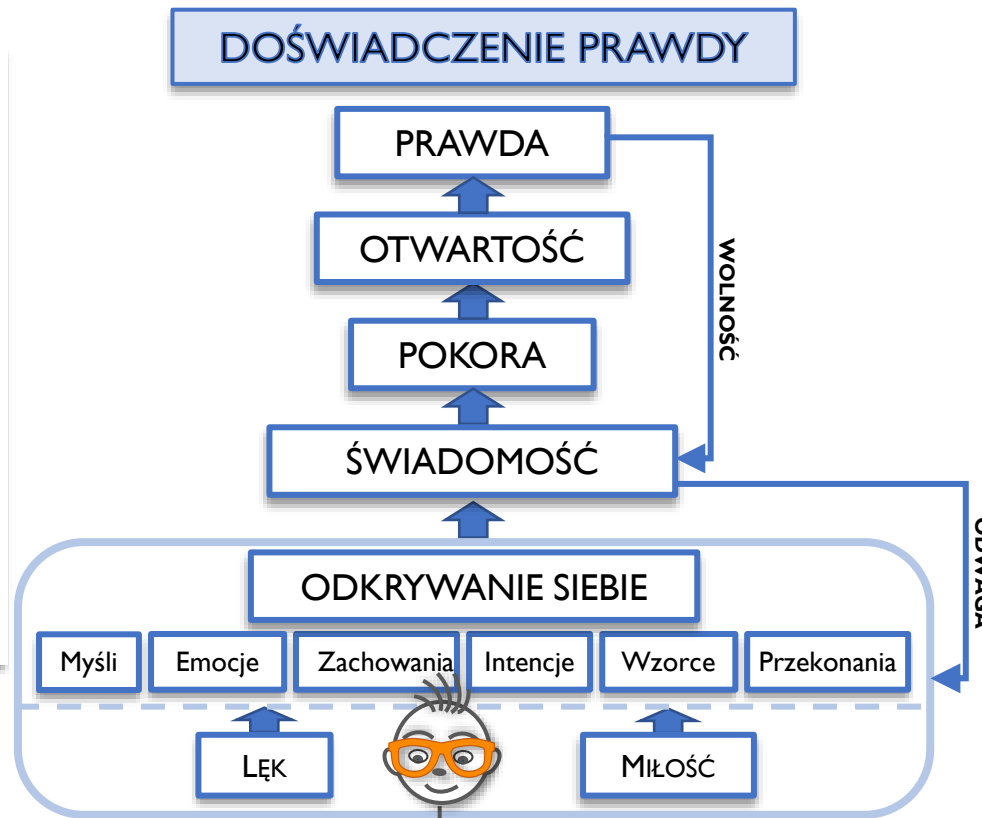 DOŚWIADCZENIE PRAWDY
PRAWDA
OTWARTOŚĆ
WOLNOŚĆ
POKORA
ŚWIADOMOŚĆ
ODWAGA
ODKRYWANIE SIEBIE
Myśli
Emocje
Zachowania
Intencje
Wzorce
Przekonania
LĘK
MIŁOŚĆ